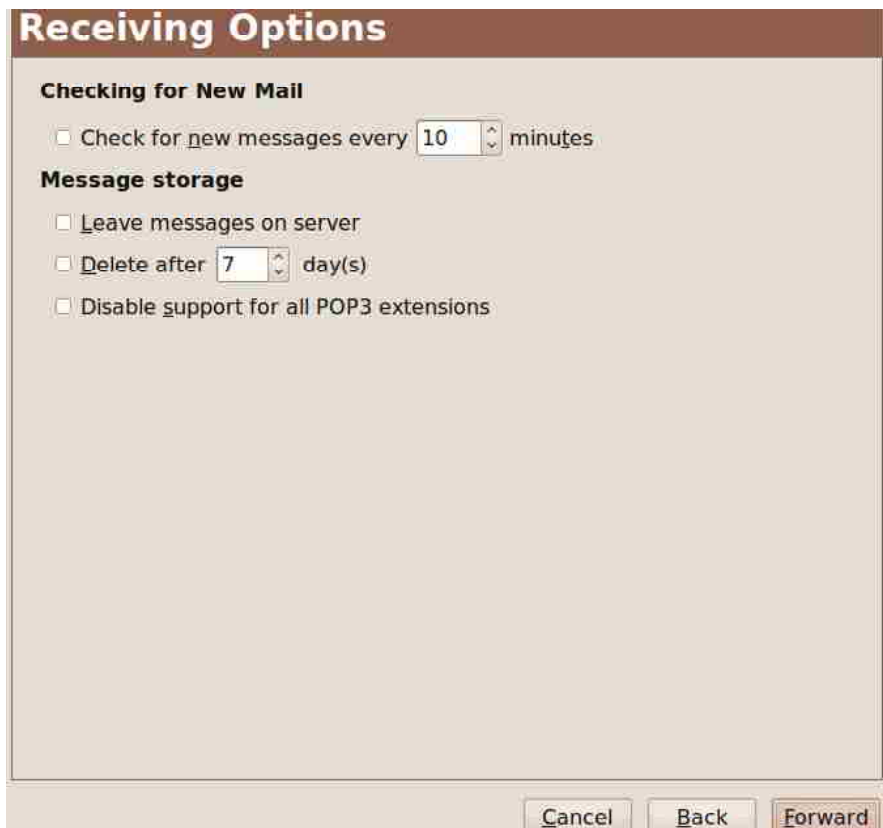 Receiving Options
Checking for New Mail
Check for new messages every 10 minutes
Message storage
Leave messages on server
Delete after 7 day(s)
Disable support for all POP3 extensions
Cancel Back Forward